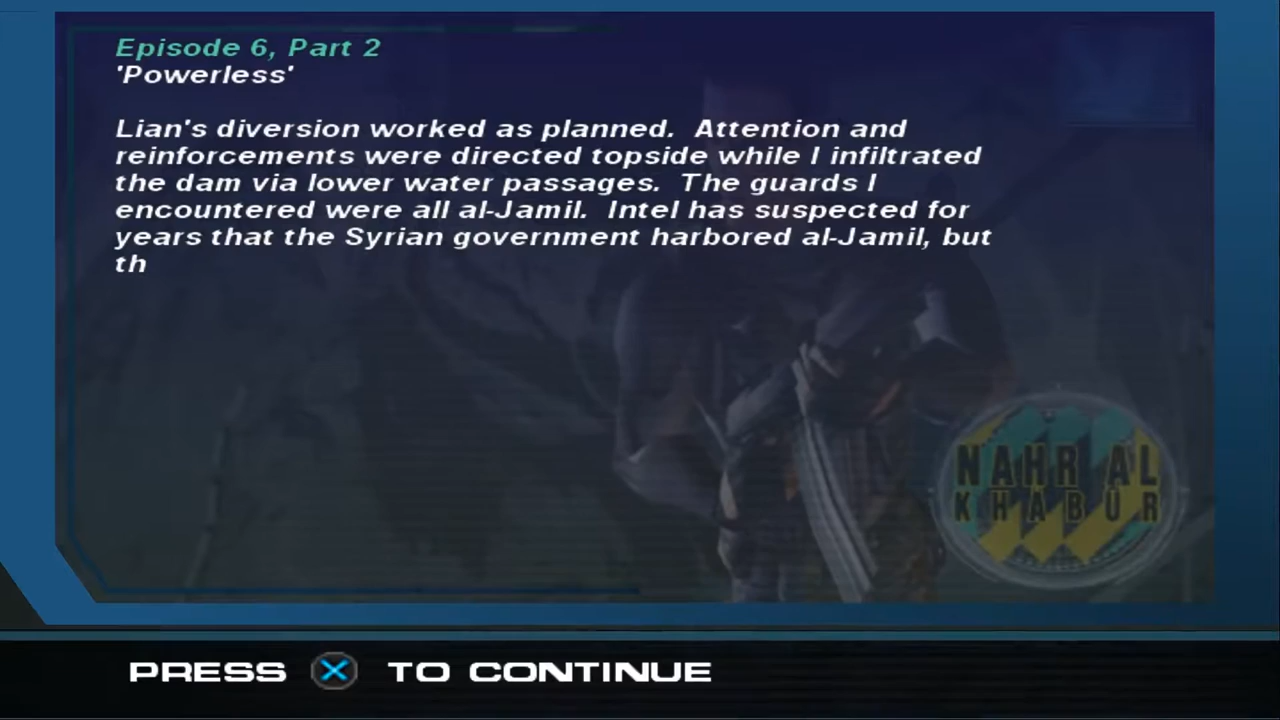 Episode 6, Part 2
'Powerless'
Lian's diversion worked as planned.  Attention and
reinforcements were directed topside while I infiltrated
the dam via lower water passages.  The guards I
encountered were all al-Jamil.  Intel has suspected for
years that the Syrian government harbored al-Jamil, but
th
NAHR AL
KHABUR
PRESS X TO CONTINUE